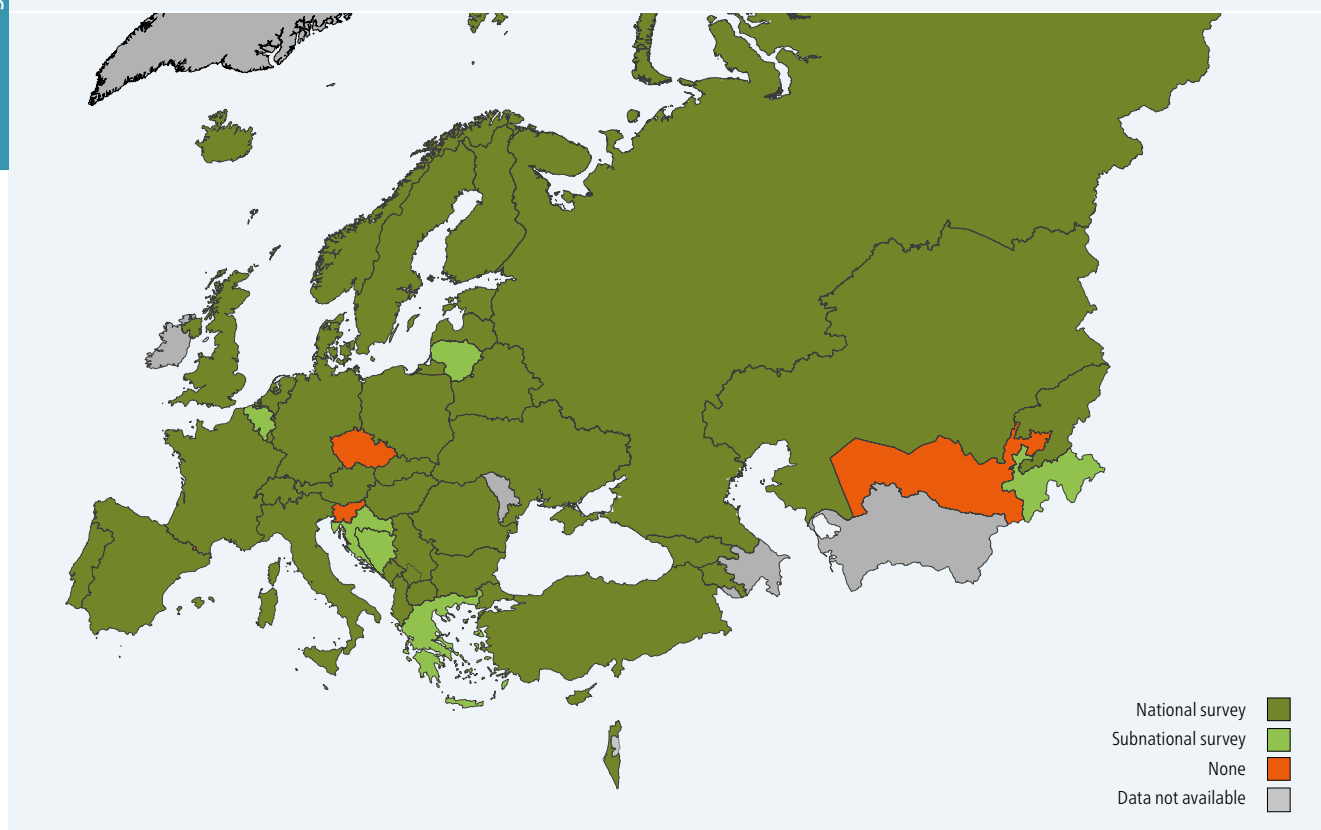 National survey
Subnational survey
None
Data not available